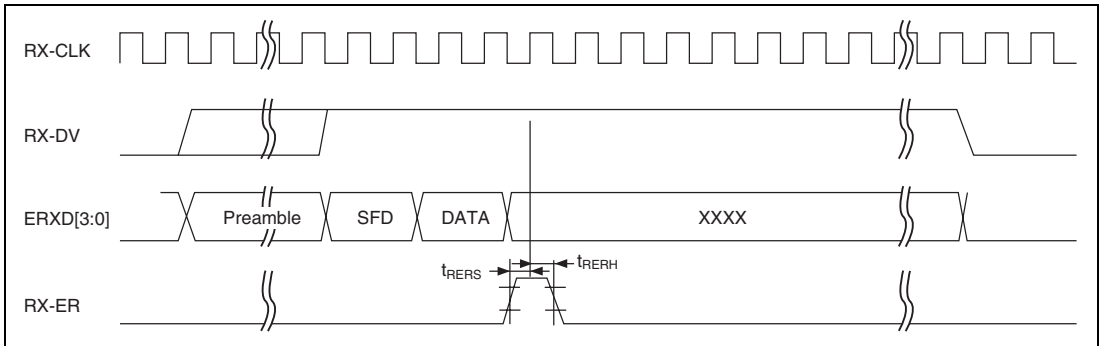 RX-CLK
RX-DV
ERXD[3:0] Preamble SFD DATA XXXX
tRERS tRERH
RX-ER